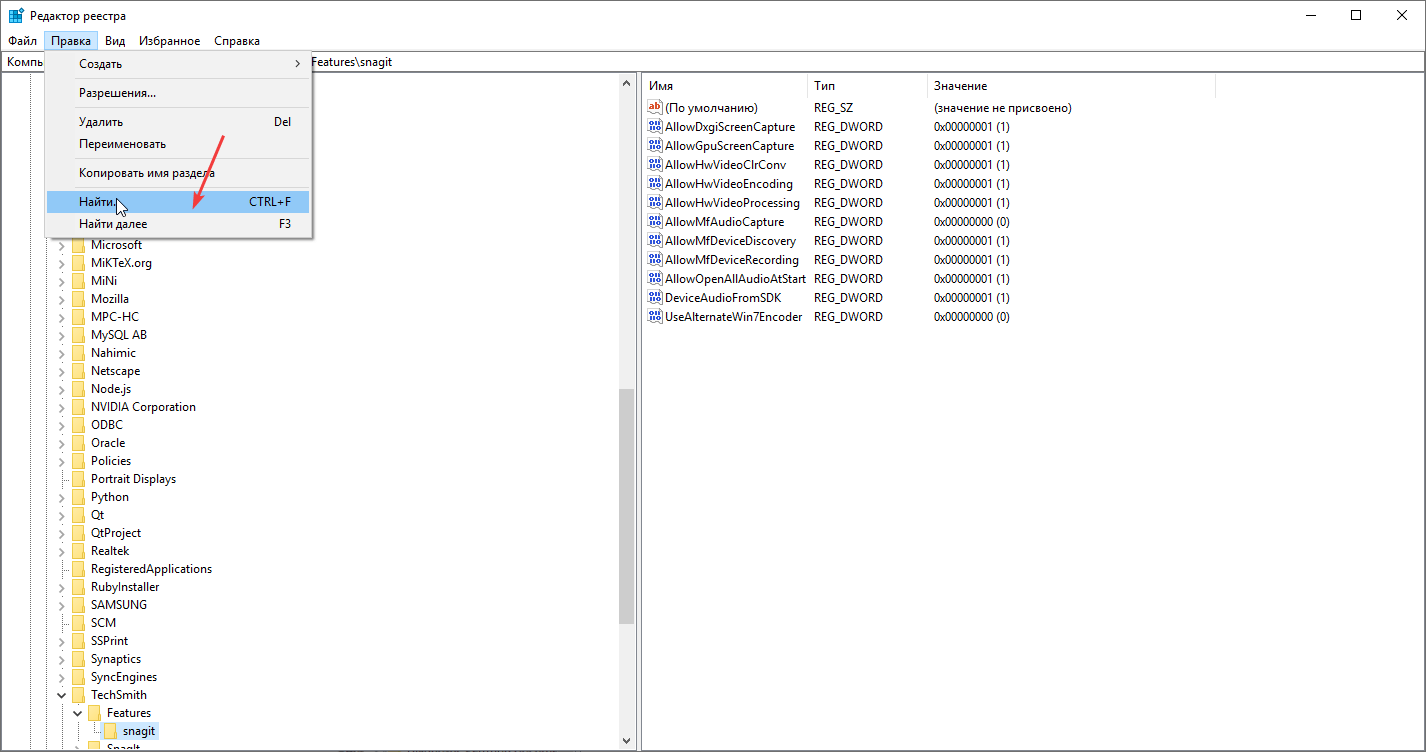 Редактор реестра
Файл Правка Вид Избранное Справка
Компь Features\snagit
Создать
Разрешения...
Удалить Del
Переименовать
Копировать имя раздела
Найти... CTRL+F
Найти далее F3
Microsoft
MiKTeX.org
MiNi
Mozilla
MPC-HC
MySQL AB
Nahimic
Netscape
Node.js
NVIDIA Corporation
ODBC
Oracle
Policies
Portrait Displays
Python
Qt
QtProject
Realtek
RegisteredApplications
RubyInstaller
SAMSUNG
SCM
SSPrint
Synaptics
SyncEngines
TechSmith
Features
snagit
SnagIt
Имя Тип Значение
(По умолчанию) REG_SZ (значение не присвоено)
AllowDxgiScreenCapture REG_DWORD 0x00000001 (1)
AllowGpuScreenCapture REG_DWORD 0x00000001 (1)
AllowHwVideoClrConv REG_DWORD 0x00000001 (1)
AllowHwVideoEncoding REG_DWORD 0x00000001 (1)
AllowHwVideoProcessing REG_DWORD 0x00000001 (1)
AllowMfAudioCapture REG_DWORD 0x00000000 (0)
AllowMfDeviceDiscovery REG_DWORD 0x00000001 (1)
AllowMfDeviceRecording REG_DWORD 0x00000001 (1)
AllowOpenAllAudioAtStart REG_DWORD 0x00000001 (1)
DeviceAudioFromSDK REG_DWORD 0x00000001 (1)
UseAlternateWin7Encoder REG_DWORD 0x00000000 (0)